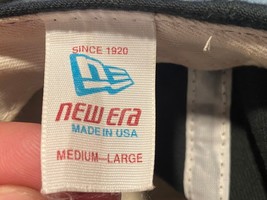 SINCE 1920
NEW ERA
MADE IN USA
MEDIUM-LARGE